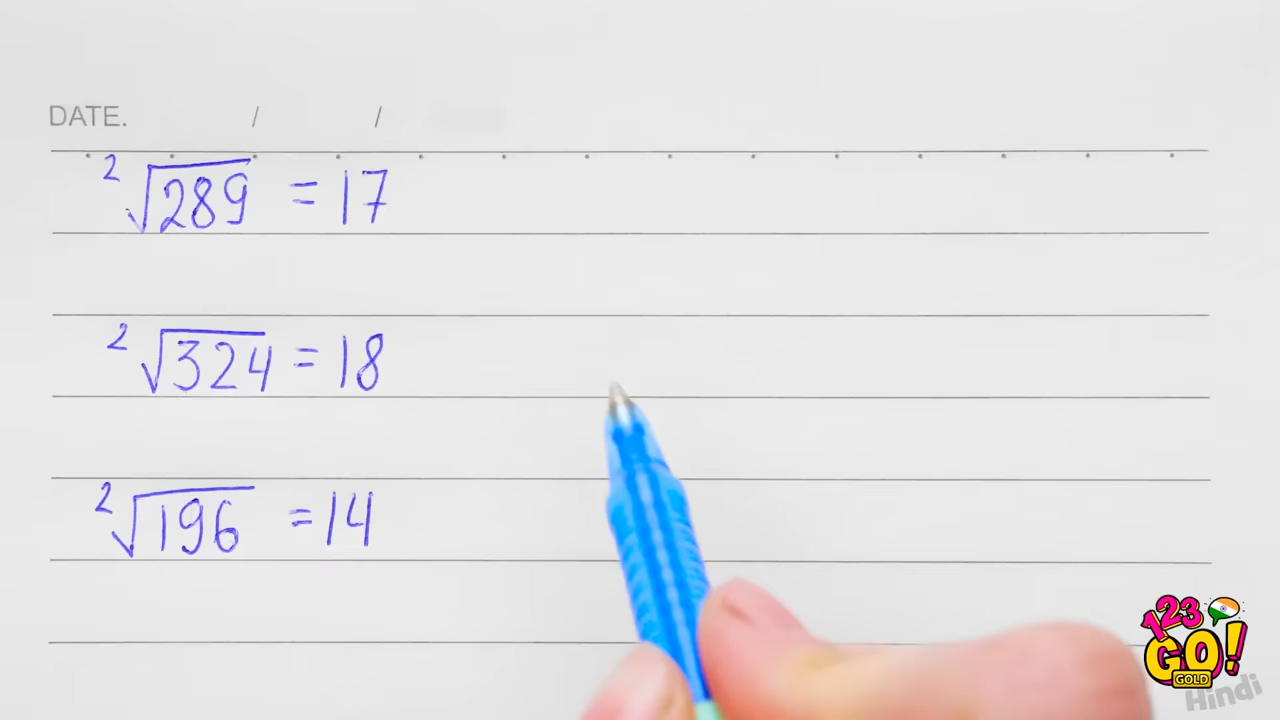 DATE. / /
²√289 = 17
²√324 = 18
²√196 = 14
123
GO!
GOLD
Hindi